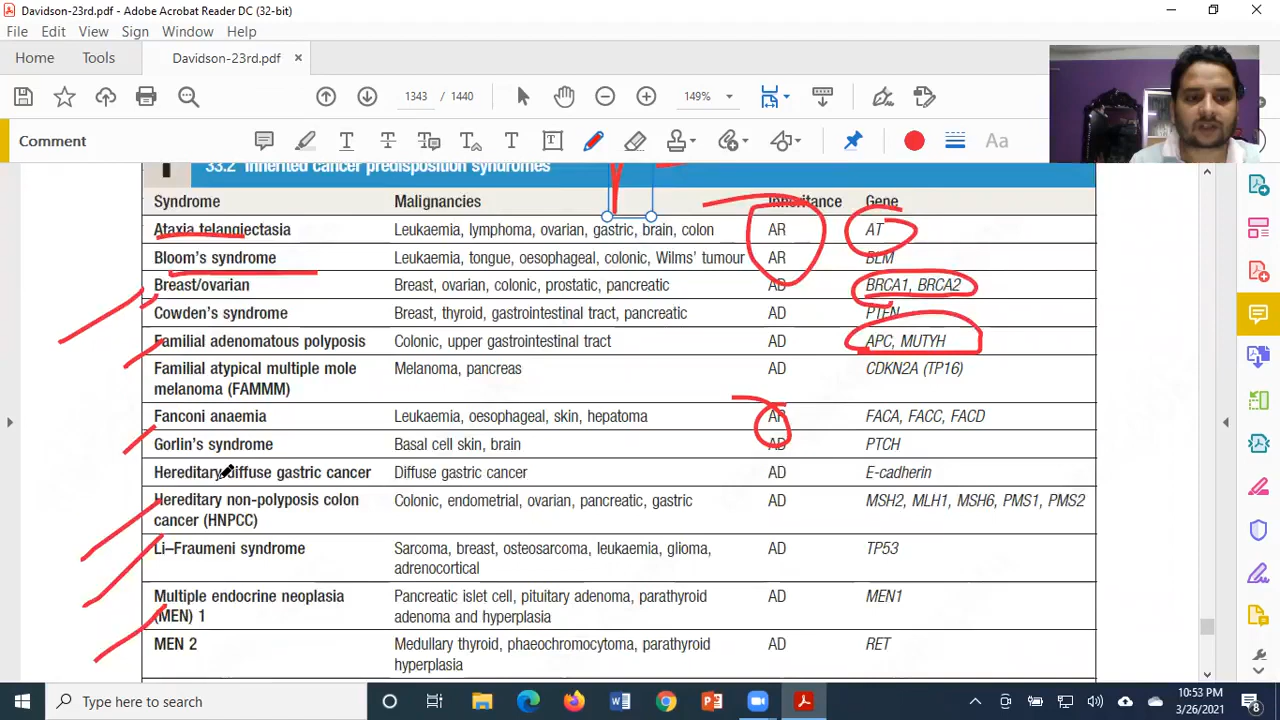 Davidson-23rd.pdf - Adobe Acrobat Reader DC (32-bit)
File Edit View Sign Window Help
Home Tools Davidson-23rd.pdf ×
1343 / 1440 149%
Comment
33.2 Inherited cancer predisposition syndromes
Syndrome Malignancies Inheritance Gene
Ataxia telangiectasia Leukaemia, lymphoma, ovarian, gastric, brain, colon AR AT
Bloom's syndrome Leukaemia, tongue, oesophageal, colonic, Wilms' tumour AR BLM
Breast/ovarian Breast, ovarian, colonic, prostatic, pancreatic AD BRCA1, BRCA2
Cowden's syndrome Breast, thyroid, gastrointestinal tract, pancreatic AD PTEN
Familial adenomatous polyposis Colonic, upper gastrointestinal tract AD APC, MUTYH
Familial atypical multiple mole Melanoma, pancreas AD CDKN2A (TP16)
melanoma (FAMMM)
Fanconi anaemia Leukaemia, oesophageal, skin, hepatoma AR FACA, FACC, FACD
Gorlin's syndrome Basal cell skin, brain AD PTCH
Hereditary diffuse gastric cancer Diffuse gastric cancer AD E-cadherin
Hereditary non-polyposis colon Colonic, endometrial, ovarian, pancreatic, gastric AD MSH2, MLH1, MSH6, PMS1, PMS2
cancer (HNPCC)
Li–Fraumeni syndrome Sarcoma, breast, osteosarcoma, leukaemia, glioma, AD TP53
adrenocortical
Multiple endocrine neoplasia Pancreatic islet cell, pituitary adenoma, parathyroid AD MEN1
(MEN) 1 adenoma and hyperplasia
MEN 2 Medullary thyroid, phaeochromocytoma, parathyroid AD RET
hyperplasia
Type here to search
10:53 PM
3/26/2021
8